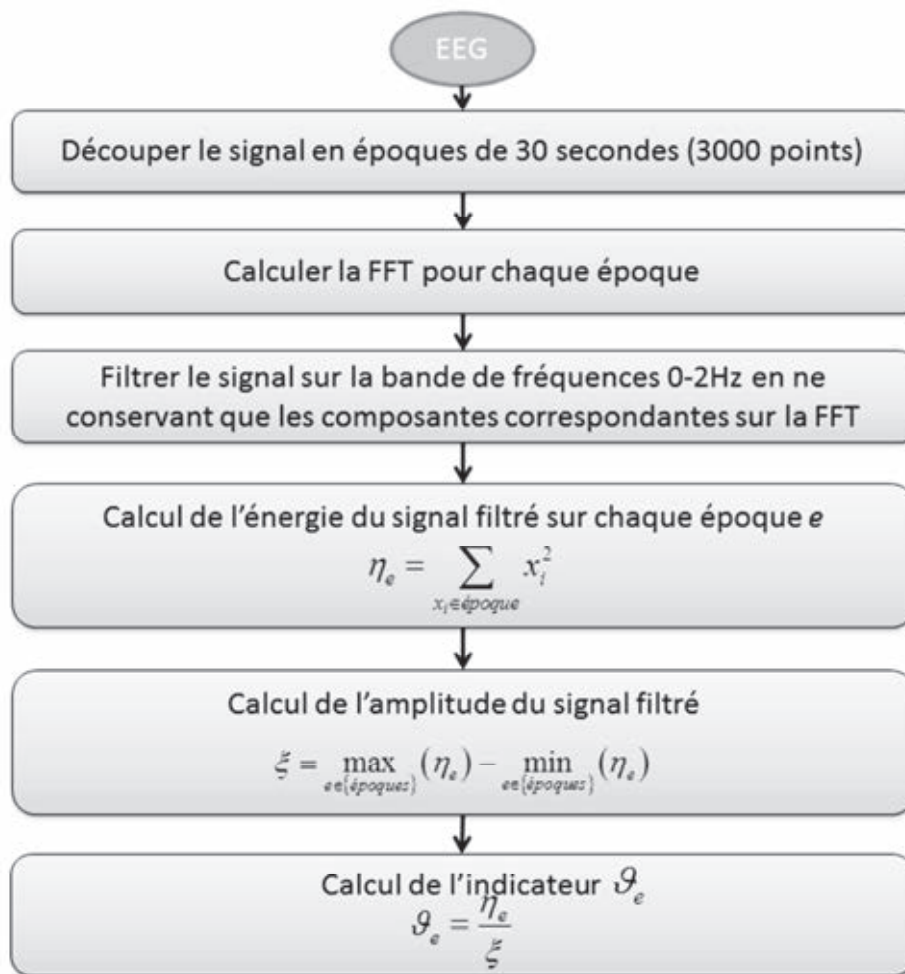 EEG
Découper le signal en époques de 30 secondes (3000 points)
Calculer la FFT pour chaque époque
Filtrer le signal sur la bande de fréquences 0-2Hz en ne
conservant que les composantes correspondantes sur la FFT
Calcul de l'énergie du signal filtré sur chaque époque e
η_e = ∑_{x_i∈époque} x_i^2
Calcul de l'amplitude du signal filtré
ξ = max_{e∈{époques}} (η_e) − min_{e∈{époques}} (η_e)
Calcul de l'indicateur ϑ_e
ϑ_e = η_e / ξ